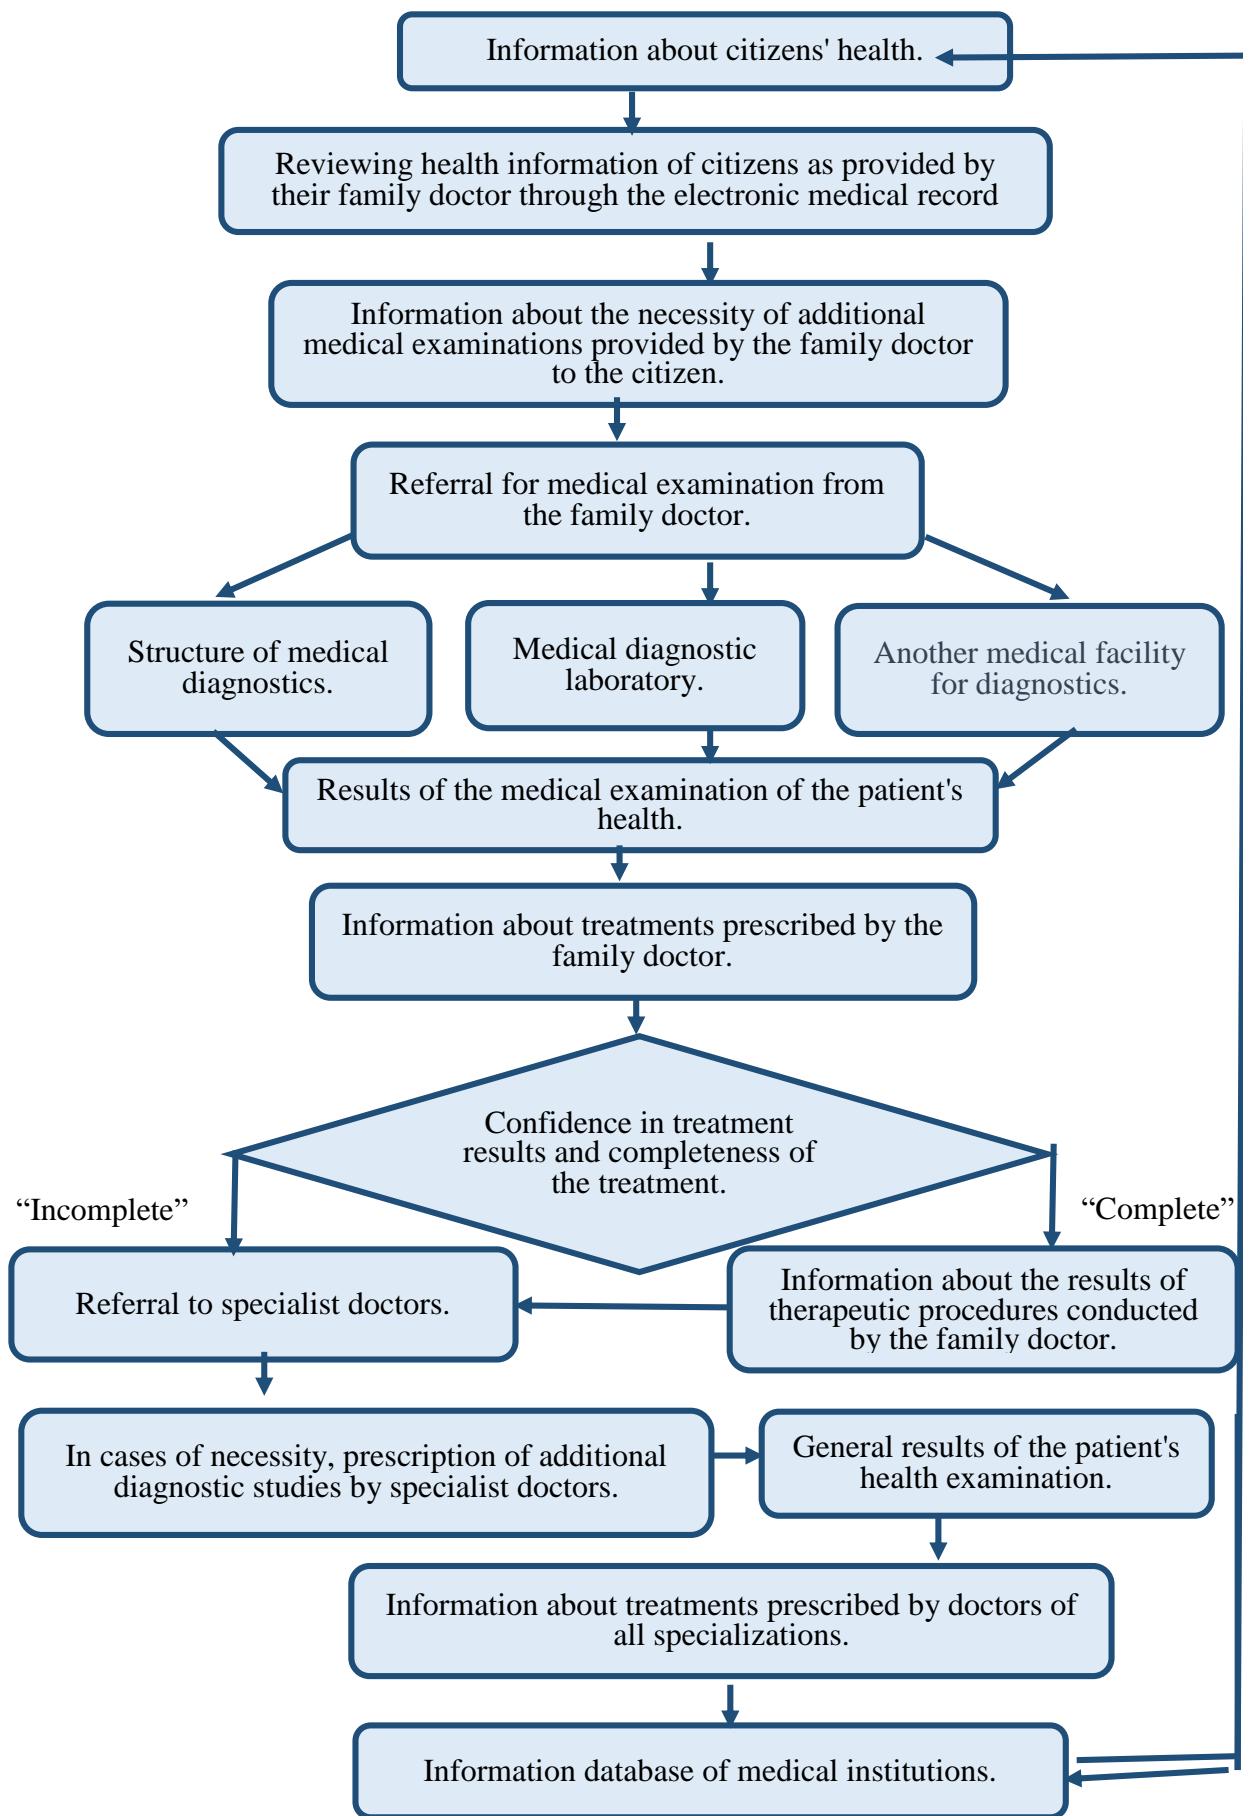 Information about citizens' health.
Reviewing health information of citizens as provided by
their family doctor through the electronic medical record
Information about the necessity of additional
medical examinations provided by the family doctor
to the citizen.
Referral for medical examination from
the family doctor.
Structure of medical
diagnostics.
Medical diagnostic
laboratory.
Another medical facility
for diagnostics.
Results of the medical examination of the patient's
health.
Information about treatments prescribed by the
family doctor.
Confidence in treatment
results and completeness of
the treatment.
“Incomplete”
“Complete”
Referral to specialist doctors.
Information about the results of
therapeutic procedures conducted
by the family doctor.
In cases of necessity, prescription of additional
diagnostic studies by specialist doctors.
General results of the patient's
health examination.
Information about treatments prescribed by doctors of
all specializations.
Information database of medical institutions.